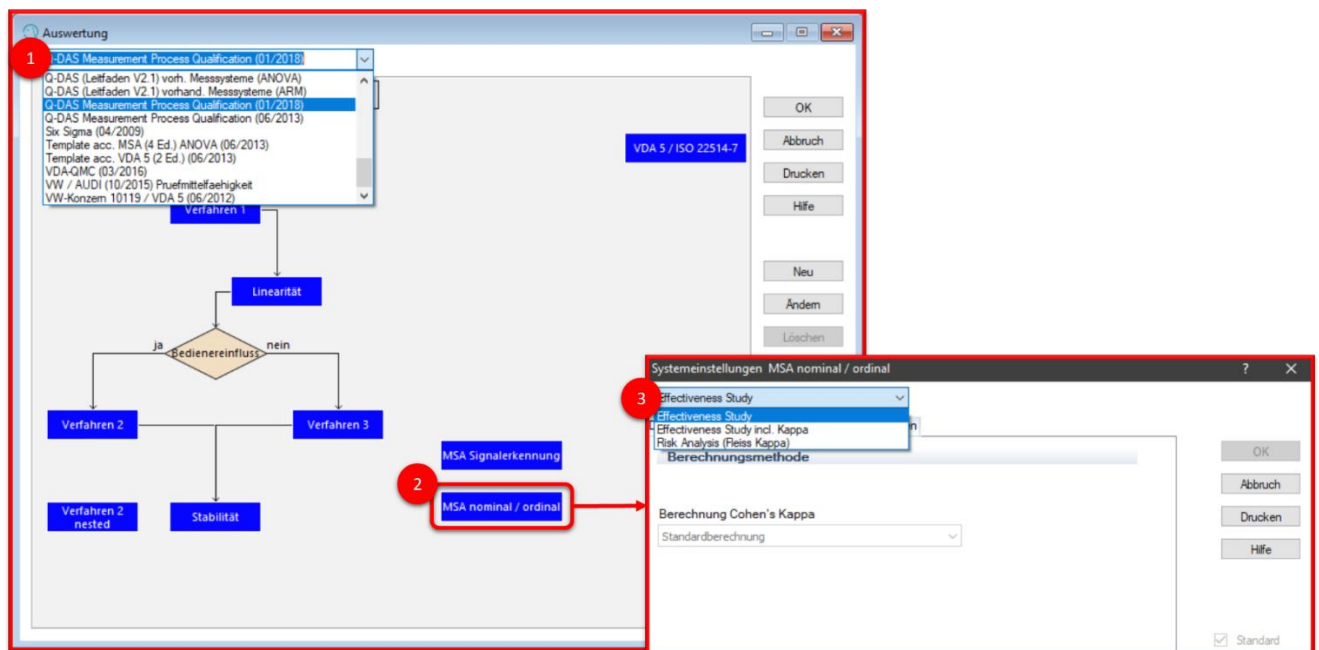 Auswertung
1
Q-DAS Measurement Process Qualification (01/2018)
Q-DAS (Leitfaden V2.1) vorh. Messsysteme (ANOVA)
Q-DAS (Leitfaden V2.1) vorhand. Messsysteme (ARM)
Q-DAS Measurement Process Qualification (01/2018)
Q-DAS Measurement Process Qualification (06/2013)
Six Sigma (04/2009)
Template acc. MSA (4 Ed.) ANOVA (06/2013)
Template acc. VDA 5 (2 Ed.) (06/2013)
VDA-QMC (03/2016)
VW / AUDI (10/2015) Pruefmittelfaehigkeit
VW-Konzern 10119 / VDA 5 (06/2012)
OK
Abbruch
Drucken
Hilfe
Neu
Ändern
Löschen
VDA 5 / ISO 22514-7
Verfahren 1
Linearität
ja
Bedienereinfluss
nein
Verfahren 2
Verfahren 3
MSA Signalerkennung
2
MSA nominal / ordinal
Verfahren 2
nested
Stabilität
Systemeinstellungen MSA nominal / ordinal
? X
3
Effectiveness Study
Effectiveness Study
Effectiveness Study incl. Kappa
Risk Analysis (Fleiss Kappa)
Berechnungsmethode
Berechnung Cohen's Kappa
Standardberechnung
OK
Abbruch
Drucken
Hilfe
Standard